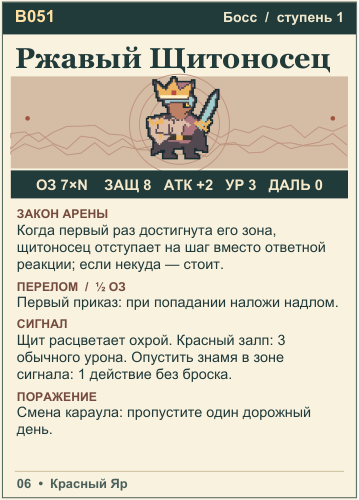 B051
Босс / ступень 1
Ржавый Щитоносец
ОЗ 7×N ЗАЩ 8 АТК +2 УР 3 ДАЛЬ 0
ЗАКОН АРЕНЫ
Когда первый раз достигнута его зона,
щитоносец отступает на шаг вместо ответной
реакции; если некуда — стоит.
ПЕРЕЛОМ / ½ ОЗ
Первый приказ: при попадании наложи надлом.
СИГНАЛ
Щит расцветает охрой. Красный залп: 3
обычного урона. Опустить знамя в зоне
сигнала: 1 действие без броска.
ПОРАЖЕНИЕ
Смена караула: пропустите один дорожный
день.
06 • Красный Яр